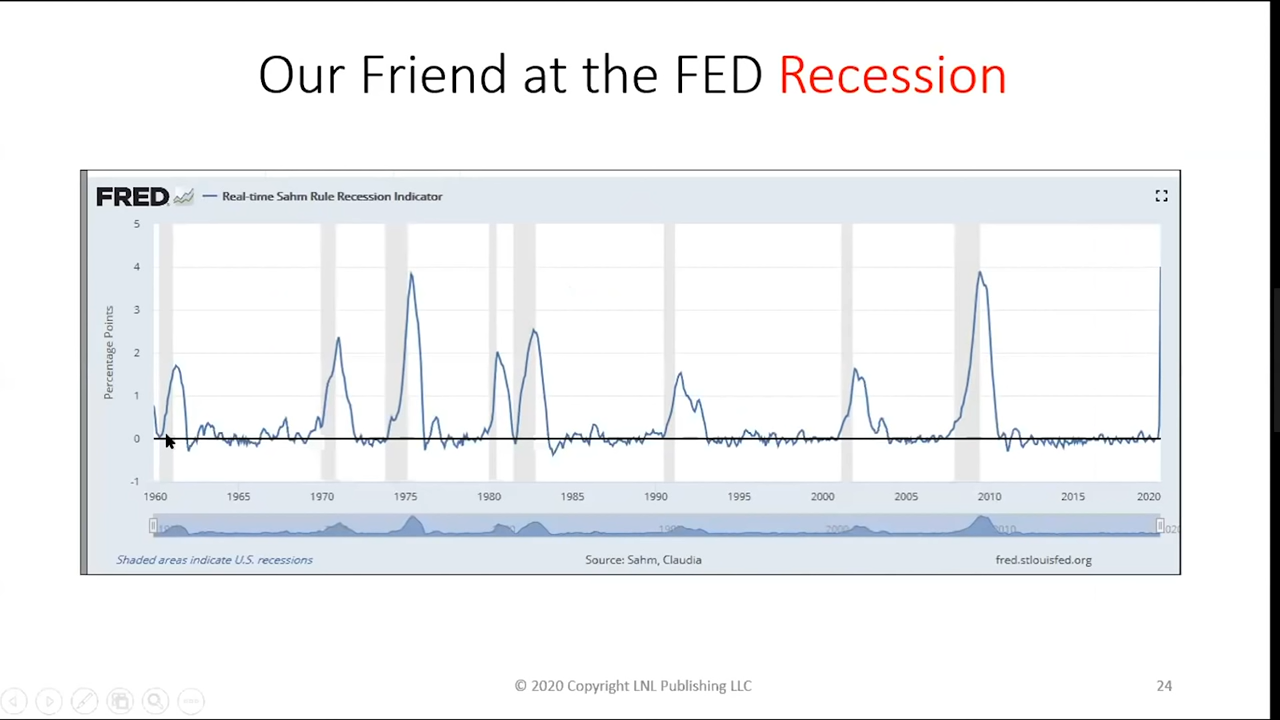 Our Friend at the FED Recession
FRED
Real-time Sahm Rule Recession Indicator
5
4
3
2
1
0
-1
Percentage Points
1960 1965 1970 1975 1980 1985 1990 1995 2000 2005 2010 2015 2020
Shaded areas indicate U.S. recessions
Source: Sahm, Claudia
fred.stlouisfed.org
© 2020 Copyright LNL Publishing LLC
24